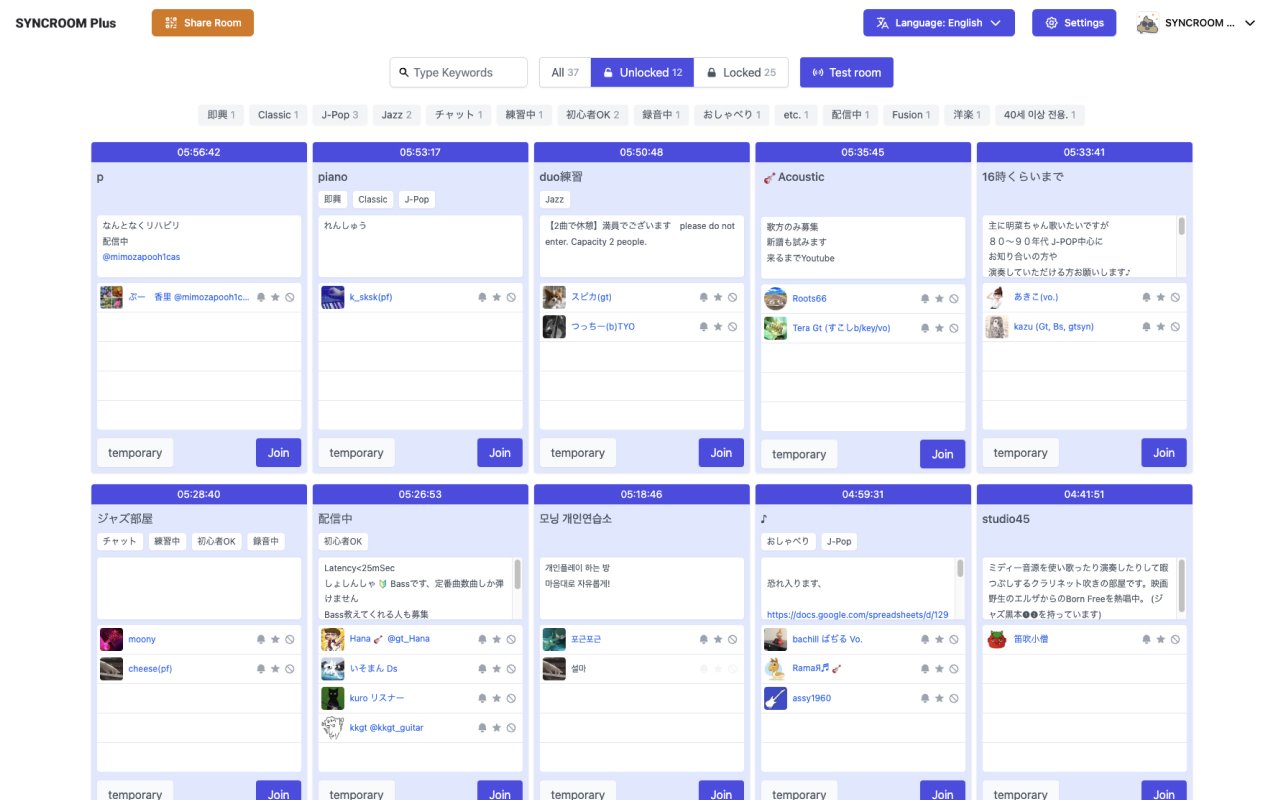 SYNCROOM Plus
Share Room
Language: English
Settings
SYNCROOM ...
Type Keywords
All 37
Unlocked 12
Locked 25
Test room
即興 1
Classic 1
J-Pop 3
Jazz 2
チャット 1
練習中 1
初心者OK 2
録音中 1
おしゃべり 1
etc. 1
配信中 1
Fusion 1
洋楽 1
40세 이상 전용. 1
05:56:42
p
なんとなくリハビリ
配信中
@mimozapooh1cas
ぷー　香里 @mimozapooh1c...
temporary
Join
05:53:17
piano
即興
Classic
J-Pop
れんしゅう
k_sksk(pf)
temporary
Join
05:50:48
duo練習
Jazz
【2曲で休憩】満員でございます　please do not
enter. Capacity 2 people.
スピカ(gt)
つっちー(b)TYO
temporary
Join
05:35:45
🎸Acoustic
歌方のみ募集
新譜も試みます
来るまでYoutube
Roots66
Tera Gt (すこしb/key/vo)
temporary
Join
05:33:41
16時くらいまで
主に明菜ちゃん歌いたいですが
８０～９０年代 J-POP中心に
お知り合いの方や
演奏していただける方お願いします♪
あきこ(vo.)
kazu (Gt, Bs, gtsyn)
temporary
Join
05:28:40
ジャズ部屋
チャット
練習中
初心者OK
録音中
moony
cheese(pf)
temporary
Join
05:26:53
配信中
初心者OK
Latency<25mSec
しょしんしゃ 🔰 Bassです、定番曲数曲しか弾
けません
Bass教えてくれる人も募集
Hana 🎸 @gt_Hana
いそまん Ds
kuro リスナー
kkgt @kkgt_guitar
temporary
Join
05:18:46
모닝 개인연습소
개인플레이 하는 방
마음대로 자유롭게!
포근포근
설마
temporary
Join
04:59:31
♪
おしゃべり
J-Pop
恐れ入ります、
https://docs.google.com/spreadsheets/d/129
bachill ばぢる Vo.
RamaЯ🎵🎸
assy1960
temporary
Join
04:41:51
studio45
ミディー音源を使い歌ったり演奏したりして暇
つぶしするクラリネット吹きの部屋です。映画
野生のエルザからのBorn Freeを熱唱中。 (ジ
ャズ黒本❶❶を持っています)
笛吹小僧
temporary
Join